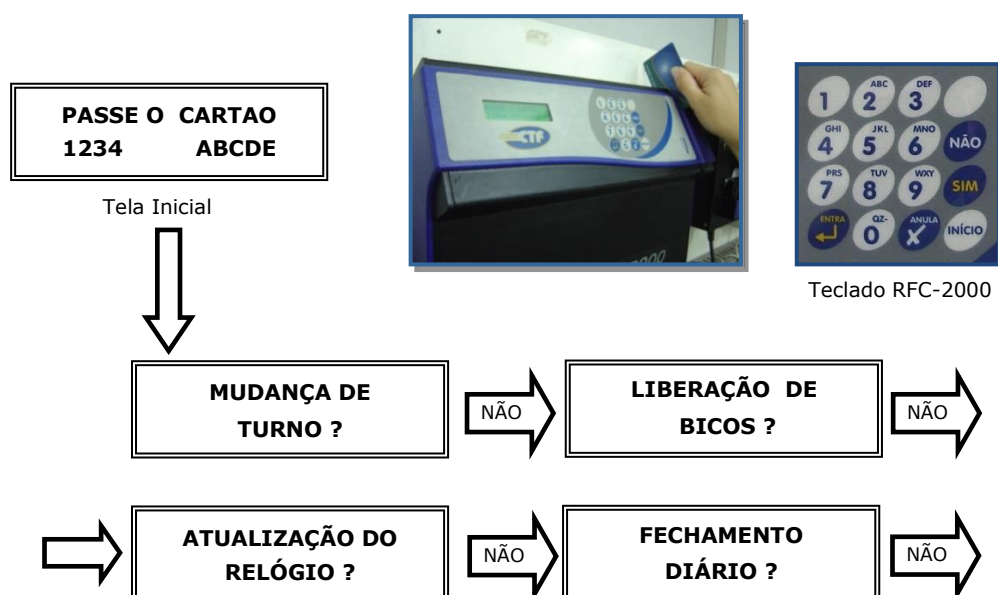 PASSE O CARTAO
1234 ABCDE
Tela Inicial
CTF
1
ABC
2
DEF
3
GHI
4
JKL
5
MNO
6
NÃO
PRS
7
TUV
8
WXY
9
SIM
ENTRA
QZ-
0
ANULA
INÍCIO
Teclado RFC-2000
MUDANÇA DE
TURNO ?
NÃO
LIBERAÇÃO DE
BICOS ?
NÃO
ATUALIZAÇÃO DO
RELÓGIO ?
NÃO
FECHAMENTO
DIÁRIO ?
NÃO